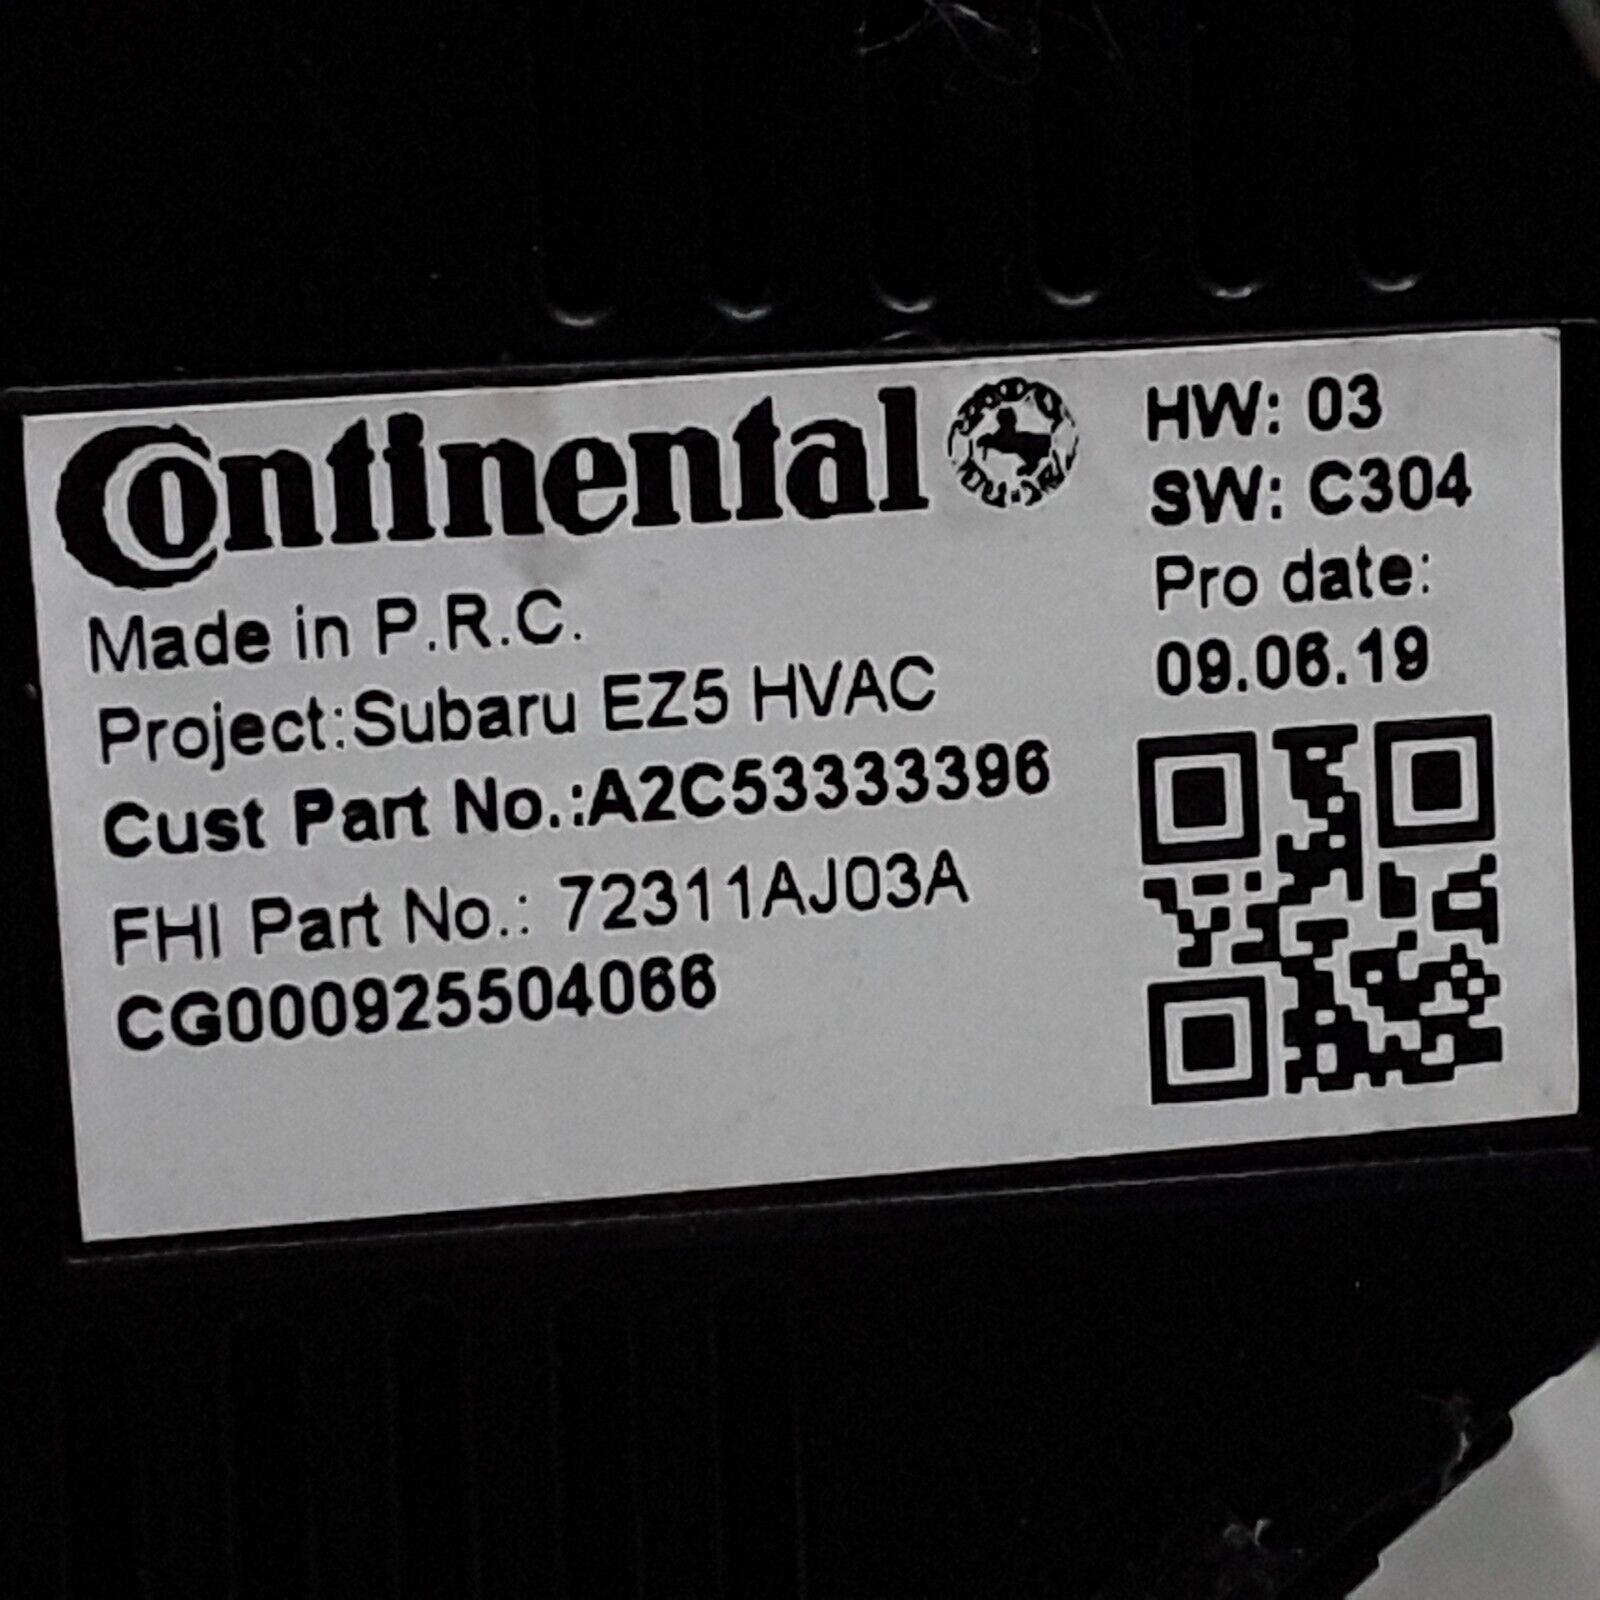 Continental
Made in P.R.C.
Project:Subaru EZ5 HVAC
Cust Part No.:A2C53333396
FHI Part No.: 72311AJ03A
CG000925504066
HW: 03
SW: C304
Pro date:
09.06.19